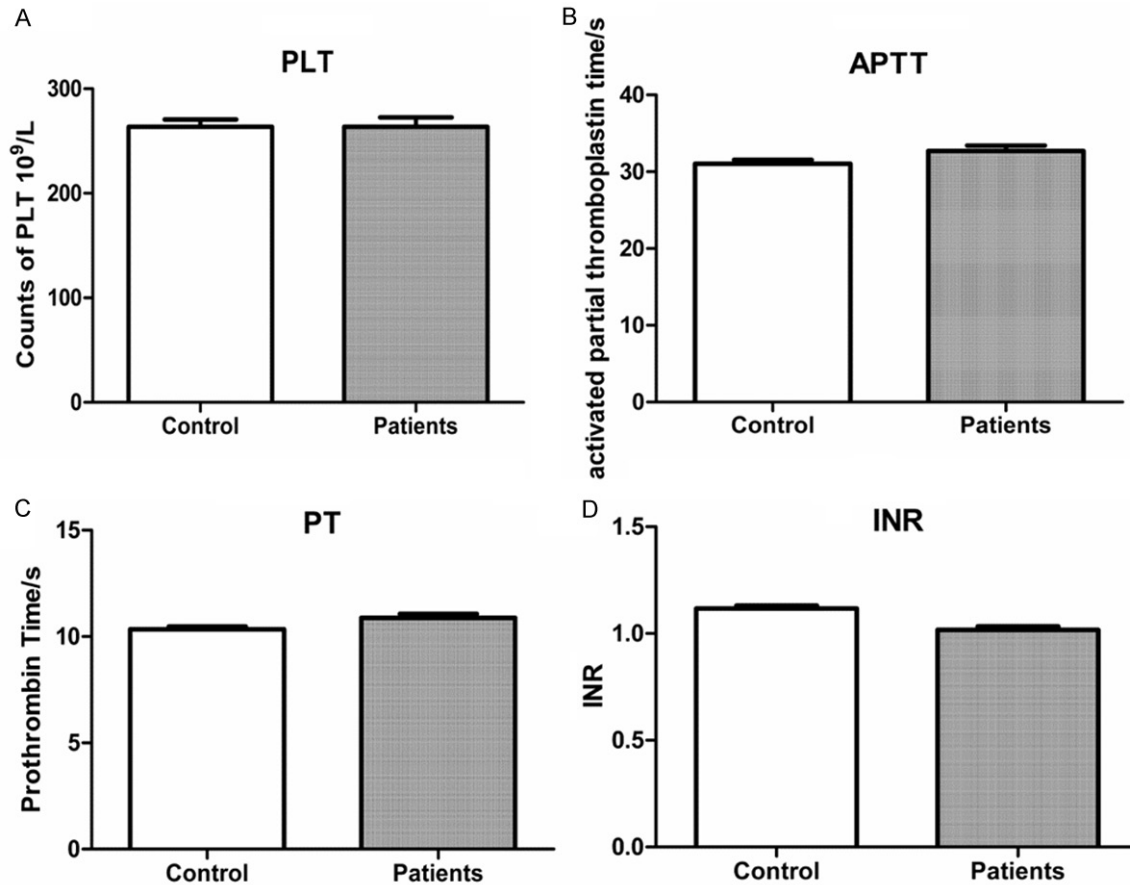 A
PLT
Counts of PLT 10⁹/L
300
200
100
0
Control
Patients
B
APTT
activated partial thromboplastin time/s
40
30
20
10
0
Control
Patients
C
PT
Prothrombin Time/s
15
10
5
0
Control
Patients
D
INR
INR
1.5
1.0
0.5
0.0
Control
Patients